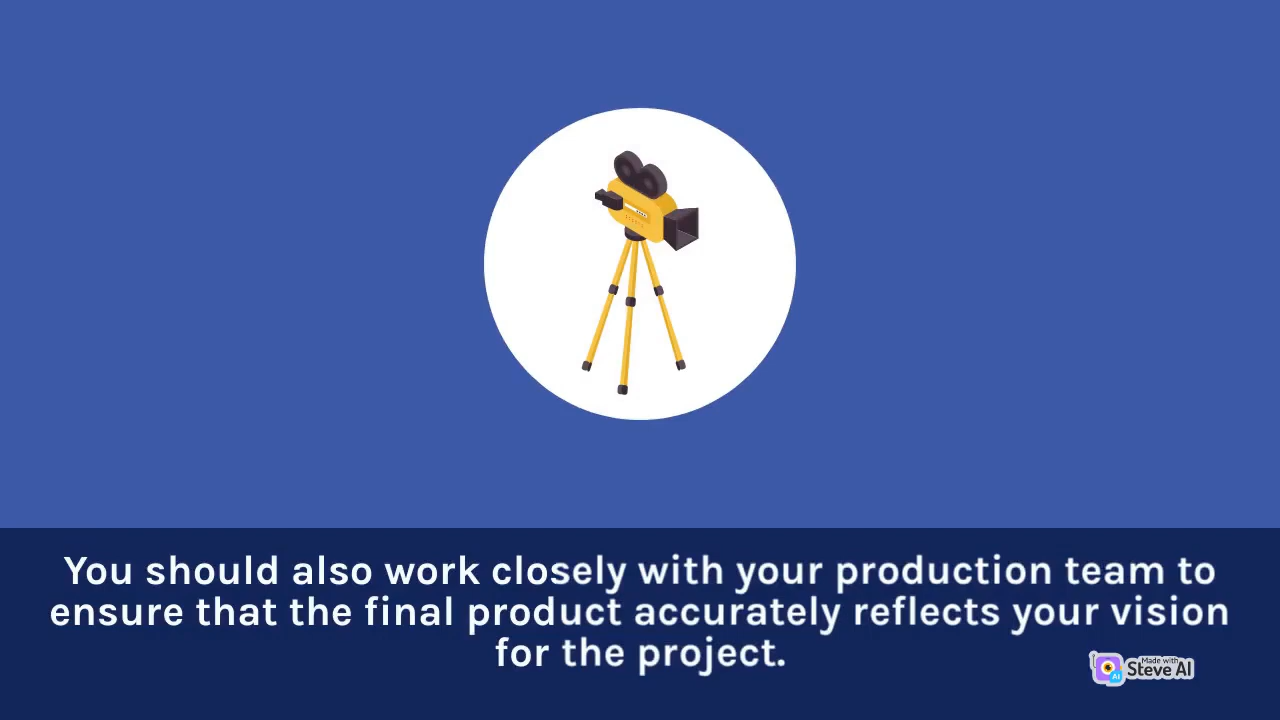 You should also work closely with your production team to
ensure that the final product accurately reflects your vision
for the project.
Made with
Steve AI
AI